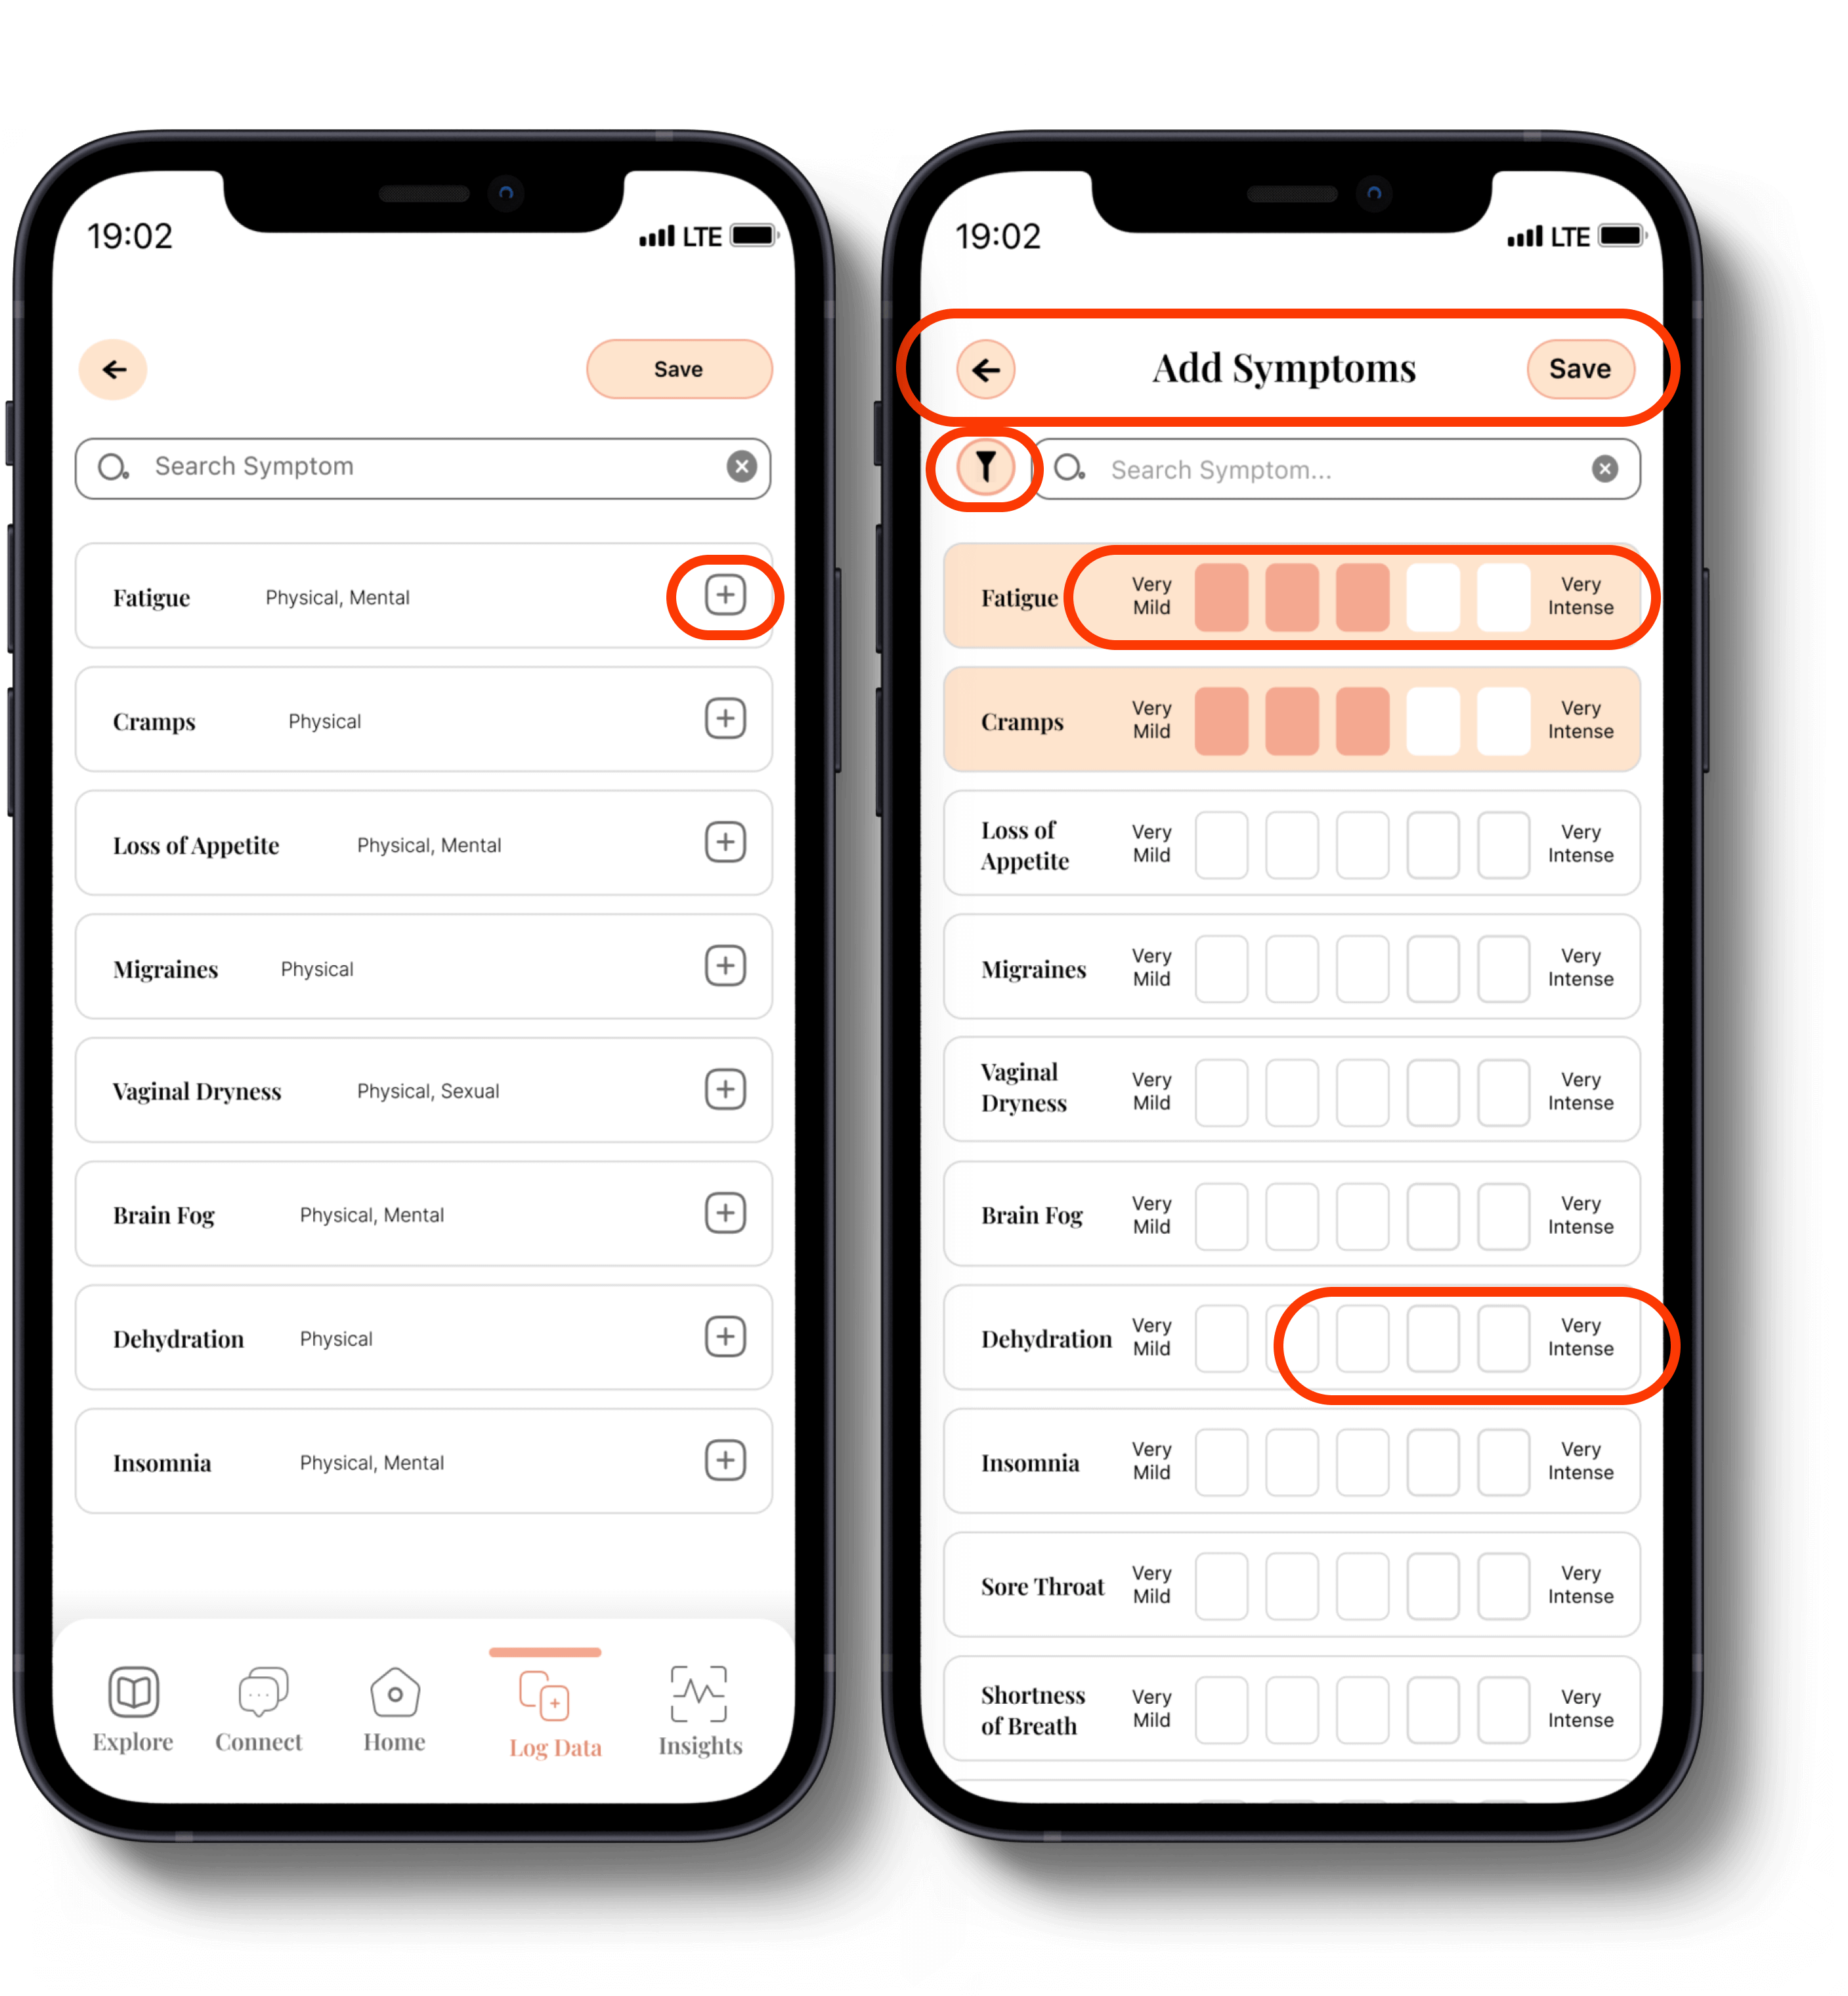 19:02
LTE
Save
Search Symptom
Fatigue
Physical, Mental
Cramps
Physical
Loss of Appetite
Physical, Mental
Migraines
Physical
Vaginal Dryness
Physical, Sexual
Brain Fog
Physical, Mental
Dehydration
Physical
Insomnia
Physical, Mental
Explore
Connect
Home
Log Data
Insights
19:02
LTE
Add Symptoms
Save
Search Symptom...
Fatigue
Very
Mild
Very
Intense
Cramps
Very
Mild
Very
Intense
Loss of
Appetite
Very
Mild
Very
Intense
Migraines
Very
Mild
Very
Intense
Vaginal
Dryness
Very
Mild
Very
Intense
Brain Fog
Very
Mild
Very
Intense
Dehydration
Very
Mild
Very
Intense
Insomnia
Very
Mild
Very
Intense
Sore Throat
Very
Mild
Very
Intense
Shortness
of Breath
Very
Mild
Very
Intense